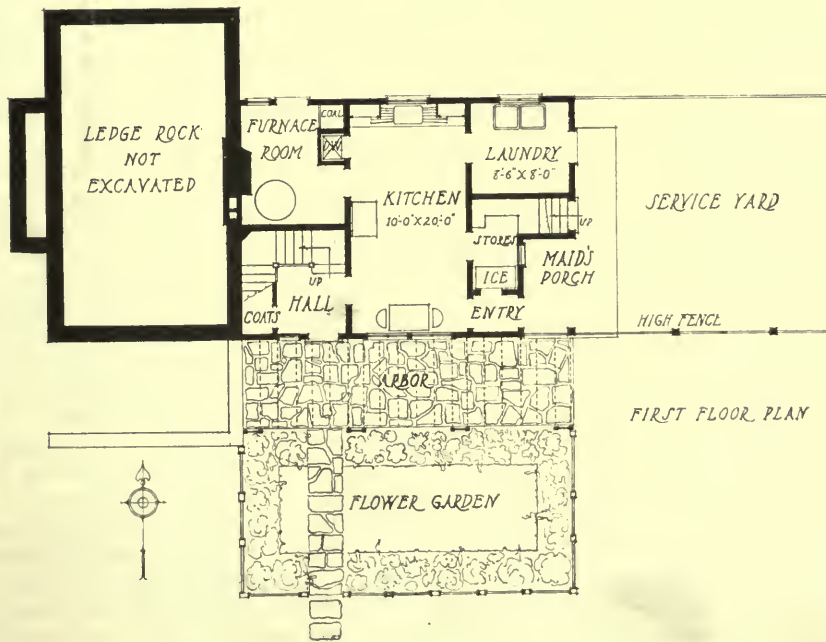 LEDGE ROCK
NOT
EXCAVATED
FURNACE
ROOM
COAL
DW
LAUNDRY
8'-6" X 8'-0"
KITCHEN
10'-0" X 20'-0"
STORES
UP
ICE
MAID'S
PORCH
ENTRY
SERVICE YARD
UP
HALL
COATS
HIGH FENCE
ARBOR
FIRST FLOOR PLAN
FLOWER GARDEN